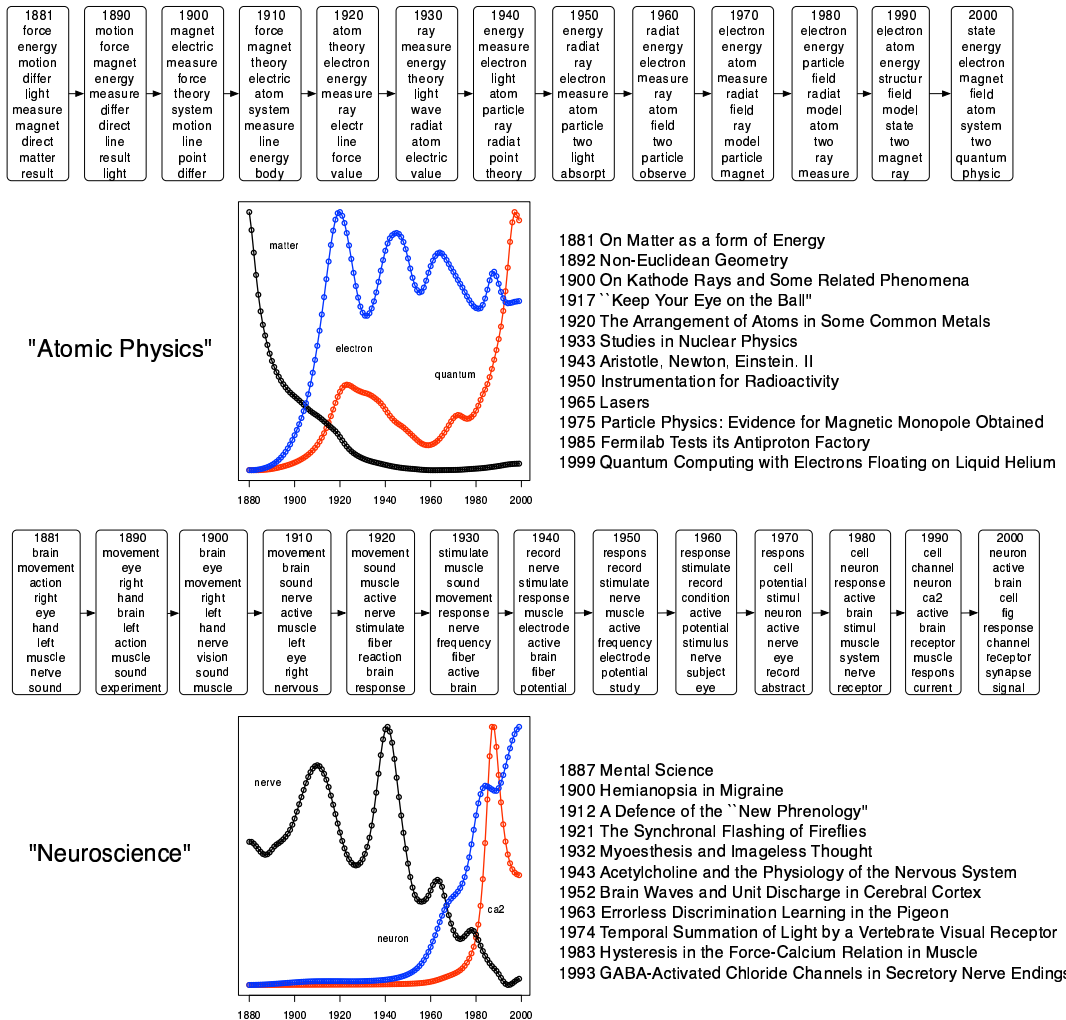 1881
force
energy
motion
differ
light
measure
magnet
direct
matter
result
1890
motion
force
magnet
energy
measure
differ
direct
line
result
light
1900
magnet
electric
measure
force
theory
system
motion
line
point
differ
1910
force
magnet
theory
electric
atom
system
measure
line
energy
body
1920
atom
theory
electron
energy
measure
ray
electr
line
force
value
1930
ray
measure
energy
theory
light
wave
radiat
atom
electric
value
1940
energy
measure
electron
light
atom
particle
ray
radiat
point
theory
1950
energy
radiat
ray
electron
measure
atom
particle
two
light
absorpt
1960
radiat
energy
electron
measure
ray
atom
field
two
particle
observe
1970
electron
energy
atom
measure
radiat
field
ray
model
particle
magnet
1980
electron
energy
particle
field
radiat
model
atom
two
ray
measure
1990
electron
atom
energy
structur
field
model
state
two
magnet
ray
2000
state
energy
electron
magnet
field
atom
system
two
quantum
physic
"Atomic Physics"
matter
electron
quantum
1880 1900 1920 1940 1960 1980 2000
1881 On Matter as a form of Energy
1892 Non-Euclidean Geometry
1900 On Kathode Rays and Some Related Phenomena
1917 ``Keep Your Eye on the Ball"
1920 The Arrangement of Atoms in Some Common Metals
1933 Studies in Nuclear Physics
1943 Aristotle, Newton, Einstein. II
1950 Instrumentation for Radioactivity
1965 Lasers
1975 Particle Physics: Evidence for Magnetic Monopole Obtained
1985 Fermilab Tests its Antiproton Factory
1999 Quantum Computing with Electrons Floating on Liquid Helium
1881
brain
movement
action
right
eye
hand
left
muscle
nerve
sound
1890
movement
eye
right
hand
brain
left
action
muscle
sound
experiment
1900
brain
eye
movement
right
left
hand
nerve
vision
sound
muscle
1910
movement
brain
sound
nerve
active
muscle
left
eye
right
nervous
1920
movement
sound
muscle
active
nerve
stimulate
fiber
reaction
brain
response
1930
stimulate
muscle
sound
movement
response
nerve
frequency
fiber
active
brain
1940
record
nerve
stimulate
response
muscle
electrode
active
brain
fiber
potential
1950
respons
record
stimulate
nerve
muscle
active
frequency
electrode
potential
study
1960
response
stimulate
record
condition
active
potential
stimulus
nerve
subject
eye
1970
respons
cell
potential
stimul
neuron
active
nerve
eye
record
abstract
1980
cell
neuron
response
active
brain
stimul
muscle
system
nerve
receptor
1990
cell
channel
neuron
ca2
active
brain
receptor
muscle
respons
current
2000
neuron
active
brain
cell
fig
response
channel
receptor
synapse
signal
"Neuroscience"
nerve
neuron
ca2
1880 1900 1920 1940 1960 1980 2000
1887 Mental Science
1900 Hemianopsia in Migraine
1912 A Defence of the ``New Phrenology"
1921 The Synchronal Flashing of Fireflies
1932 Myoesthesis and Imageless Thought
1943 Acetylcholine and the Physiology of the Nervous System
1952 Brain Waves and Unit Discharge in Cerebral Cortex
1963 Errorless Discrimination Learning in the Pigeon
1974 Temporal Summation of Light by a Vertebrate Visual Receptor
1983 Hysteresis in the Force-Calcium Relation in Muscle
1993 GABA-Activated Chloride Channels in Secretory Nerve Endings